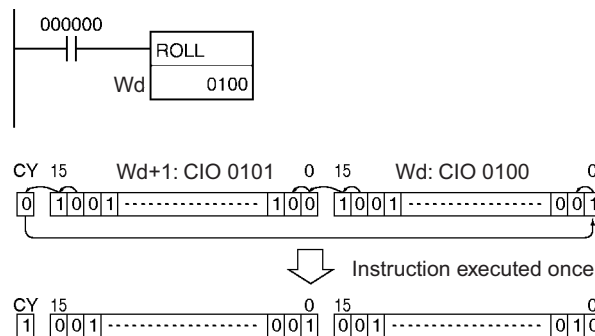 000000
ROLL
Wd 0100
CY 15 Wd+1: CIO 0101 0 15 Wd: CIO 0100 0
0 1 0 0 1 1 0 0 1 0 0 1 0 0 1
Instruction executed once
CY 15 0 15 0
1 0 0 1 0 0 1 0 0 1 0 1 0